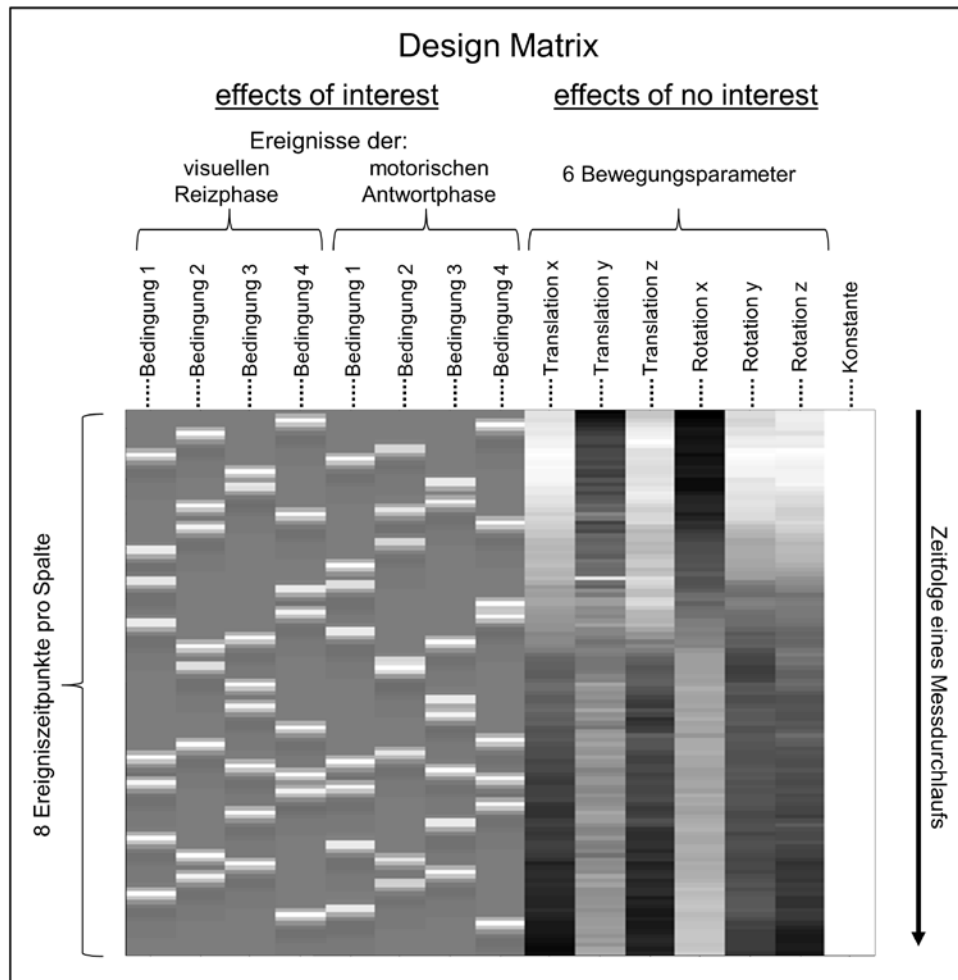 Design Matrix
effects of interest
effects of no interest
Ereignisse der:
visuellen
Reizphase
motorischen
Antwortphase
6 Bewegungsparameter
Bedingung 1
Bedingung 2
Bedingung 3
Bedingung 4
Bedingung 1
Bedingung 2
Bedingung 3
Bedingung 4
Translation x
Translation y
Translation z
Rotation x
Rotation y
Rotation z
Konstante
8 Ereigniszeitpunkte pro Spalte
Zeitfolge eines Messdurchlaufs